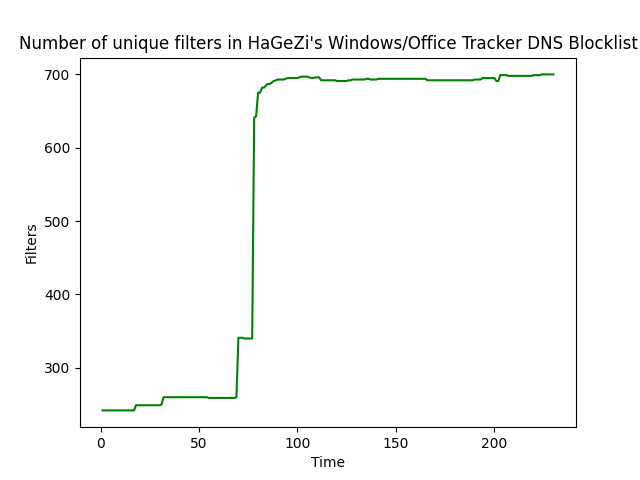 Number of unique filters in HaGeZi's Windows/Office Tracker DNS Blocklist
700
600
500
400
300
Filters
0 50 100 150 200
Time